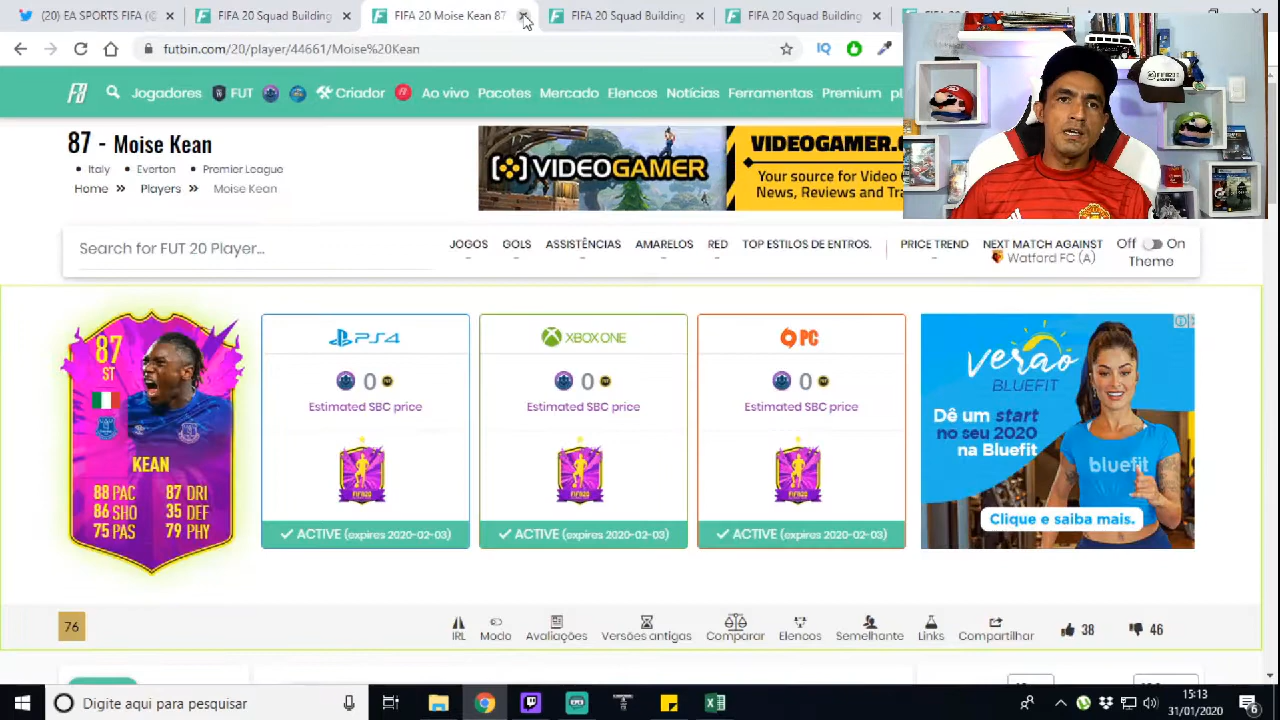 (20) EA SPORTS FIFA (
FIFA 20 Squad Building
FIFA 20 Moise Kean 87
FIFA 20 Squad Building
FIFA 20 Squad Building
futbin.com/20/player/44661/Moise%20Kean
IQ
Jogadores
FUT
Criador
Ao vivo
Pacotes
Mercado
Elencos
Notícias
Ferramentas
Premium
87 - Moise Kean
Italy
Everton
Premier League
Home
Players
Moise Kean
VIDEOGAMER
VIDEOGAMER.
Your source for Video
News, Reviews and
Search for FUT 20 Player...
JOGOS
-
GOLS
-
ASSISTÊNCIAS
-
AMARELOS
-
RED
-
TOP ESTILOS DE ENTROS.
-
PRICE TREND
-
NEXT MATCH AGAINST
Watford FC (A)
Off On
Theme
87
ST
KEAN
88 PAC 87 DRI
86 SHO 35 DEF
75 PAS 79 PHY
PS4
0
Estimated SBC price
ACTIVE (expires 2020-02-03)
XBOX ONE
0
Estimated SBC price
ACTIVE (expires 2020-02-03)
PC
0
Estimated SBC price
ACTIVE (expires 2020-02-03)
verão
BLUEFIT
Dê um start
no seu 2020
na Bluefit
bluefit
Clique e saiba mais.
76
IRL
Modo
Avaliações
Versões antigas
Comparar
Elencos
Semelhante
Links
Compartilhar
38
46
Digite aqui para pesquisar
15:13
31/01/2020
6